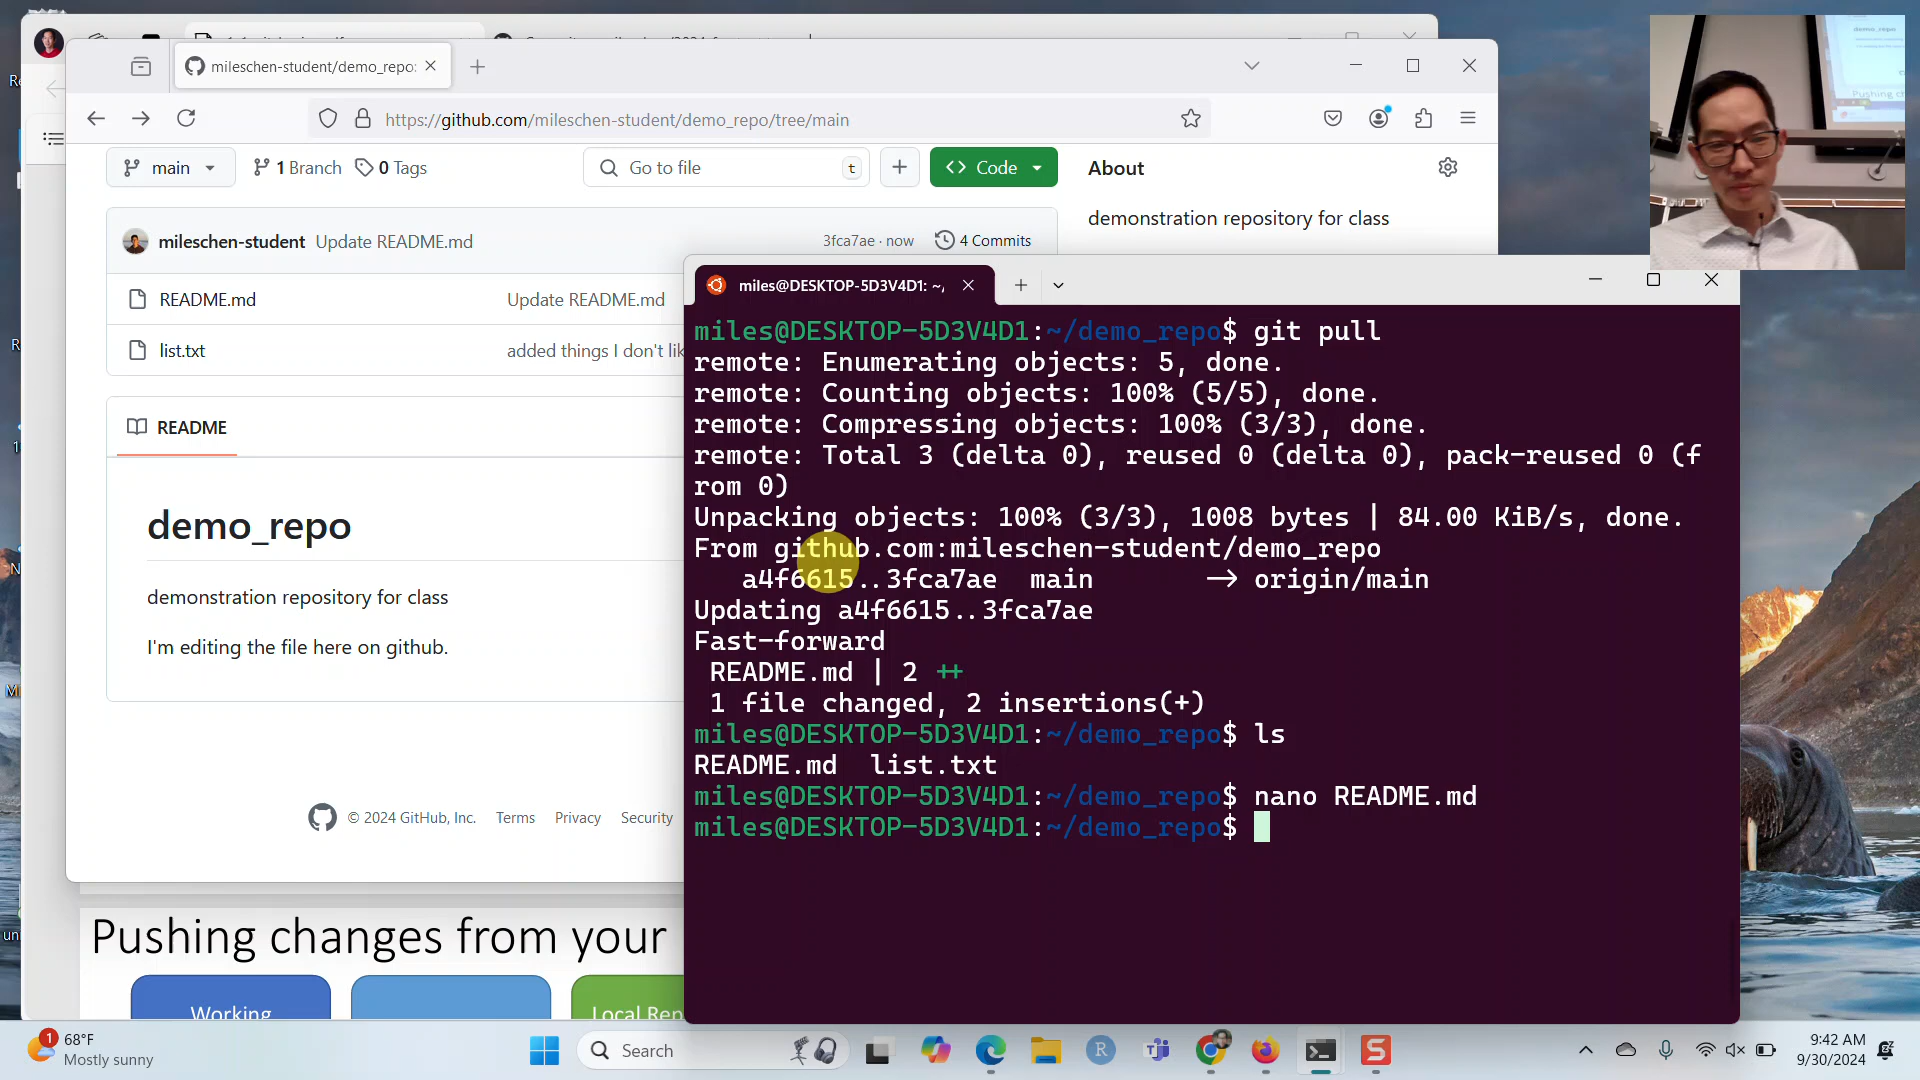 mileschen-student/demo_repo:
https://github.com/mileschen-student/demo_repo/tree/main
main
1 Branch
0 Tags
Go to file
t
Code
About
demonstration repository for class
mileschen-student Update README.md
3fca7ae · now
4 Commits
README.md
Update README.md
list.txt
added things I don't lik
README
demo_repo
demonstration repository for class
I'm editing the file here on github.
© 2024 GitHub, Inc. Terms Privacy Security
miles@DESKTOP-5D3V4D1: ~/
miles@DESKTOP-5D3V4D1:~/demo_repo$ git pull
remote: Enumerating objects: 5, done.
remote: Counting objects: 100% (5/5), done.
remote: Compressing objects: 100% (3/3), done.
remote: Total 3 (delta 0), reused 0 (delta 0), pack-reused 0 (f
rom 0)
Unpacking objects: 100% (3/3), 1008 bytes | 84.00 KiB/s, done.
From github.com:mileschen-student/demo_repo
a4f6615..3fca7ae main -> origin/main
Updating a4f6615..3fca7ae
Fast-forward
README.md | 2 ++
1 file changed, 2 insertions(+)
miles@DESKTOP-5D3V4D1:~/demo_repo$ ls
README.md list.txt
miles@DESKTOP-5D3V4D1:~/demo_repo$ nano README.md
miles@DESKTOP-5D3V4D1:~/demo_repo$
Pushing changes from your
Working
Local Rep
1
68°F
Mostly sunny
Search
9:42 AM
9/30/2024